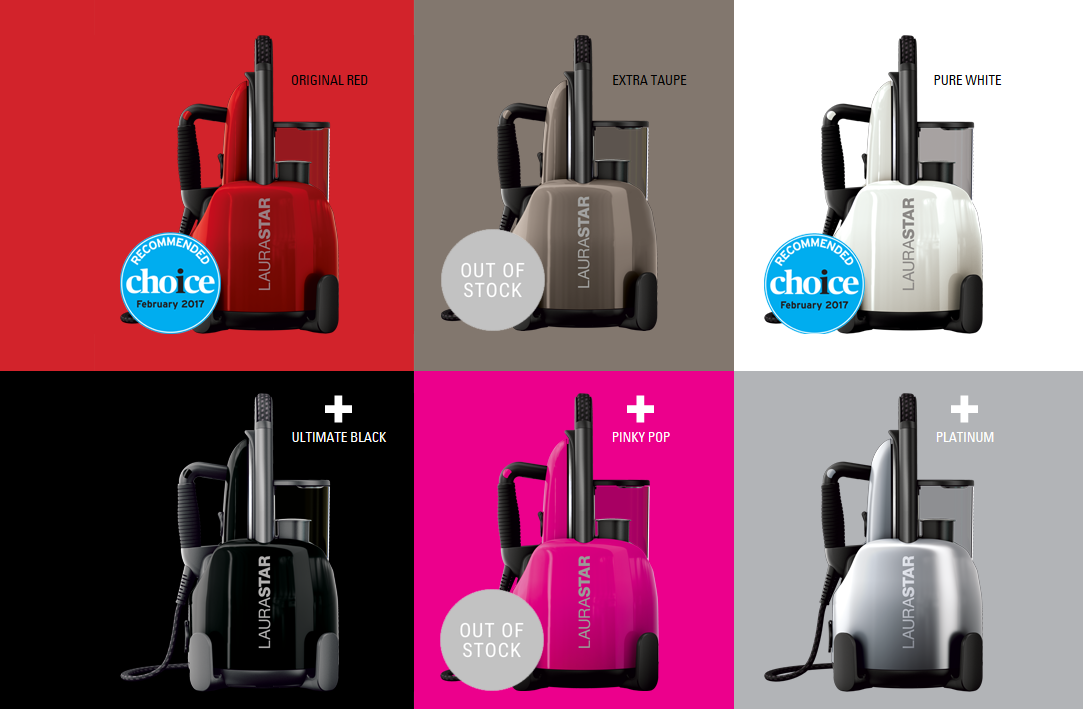 ORIGINAL RED
LAURASTAR
RECOMMENDED
choice
February 2017
EXTRA TAUPE
LAURASTAR
OUT OF
STOCK
PURE WHITE
LAURASTAR
RECOMMENDED
choice
February 2017
ULTIMATE BLACK
LAURASTAR
PINKY POP
LAURASTAR
OUT OF
STOCK
PLATINUM
LAURASTAR